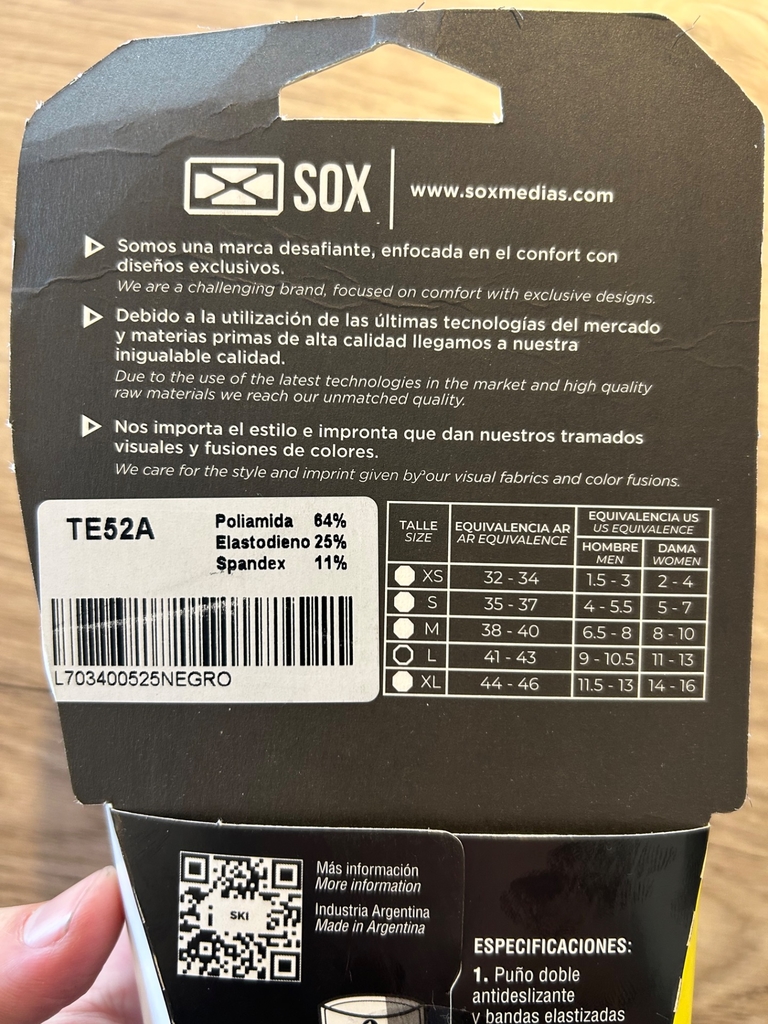 SOX
www.soxmedias.com
Somos una marca desafiante, enfocada en el confort con
diseños exclusivos.
We are a challenging brand, focused on comfort with exclusive designs.
Debido a la utilización de las últimas tecnologías del mercado
y materias primas de alta calidad llegamos a nuestra
inigualable calidad.
Due to the use of the latest technologies in the market and high quality
raw materials we reach our unmatched quality.
Nos importa el estilo e impronta que dan nuestros tramados
visuales y fusiones de colores.
We care for the style and imprint given by our visual fabrics and color fusions.
TE52A
Poliamida 64%
Elastodieno 25%
Spandex 11%
L703400525NEGRO
TALLE
SIZE
EQUIVALENCIA AR
AR EQUIVALENCE
EQUIVALENCIA US
US EQUIVALENCE
HOMBRE
MEN
DAMA
WOMEN
XS 32 - 34 1.5 - 3 2 - 4
S 35 - 37 4 - 5.5 5 - 7
M 38 - 40 6.5 - 8 8 - 10
L 41 - 43 9 - 10.5 11 - 13
XL 44 - 46 11.5 - 13 14 - 16
SKI
Más información
More information
Industria Argentina
Made in Argentina
ESPECIFICACIONES:
1. Puño doble
antideslizante
y bandas elastizadas